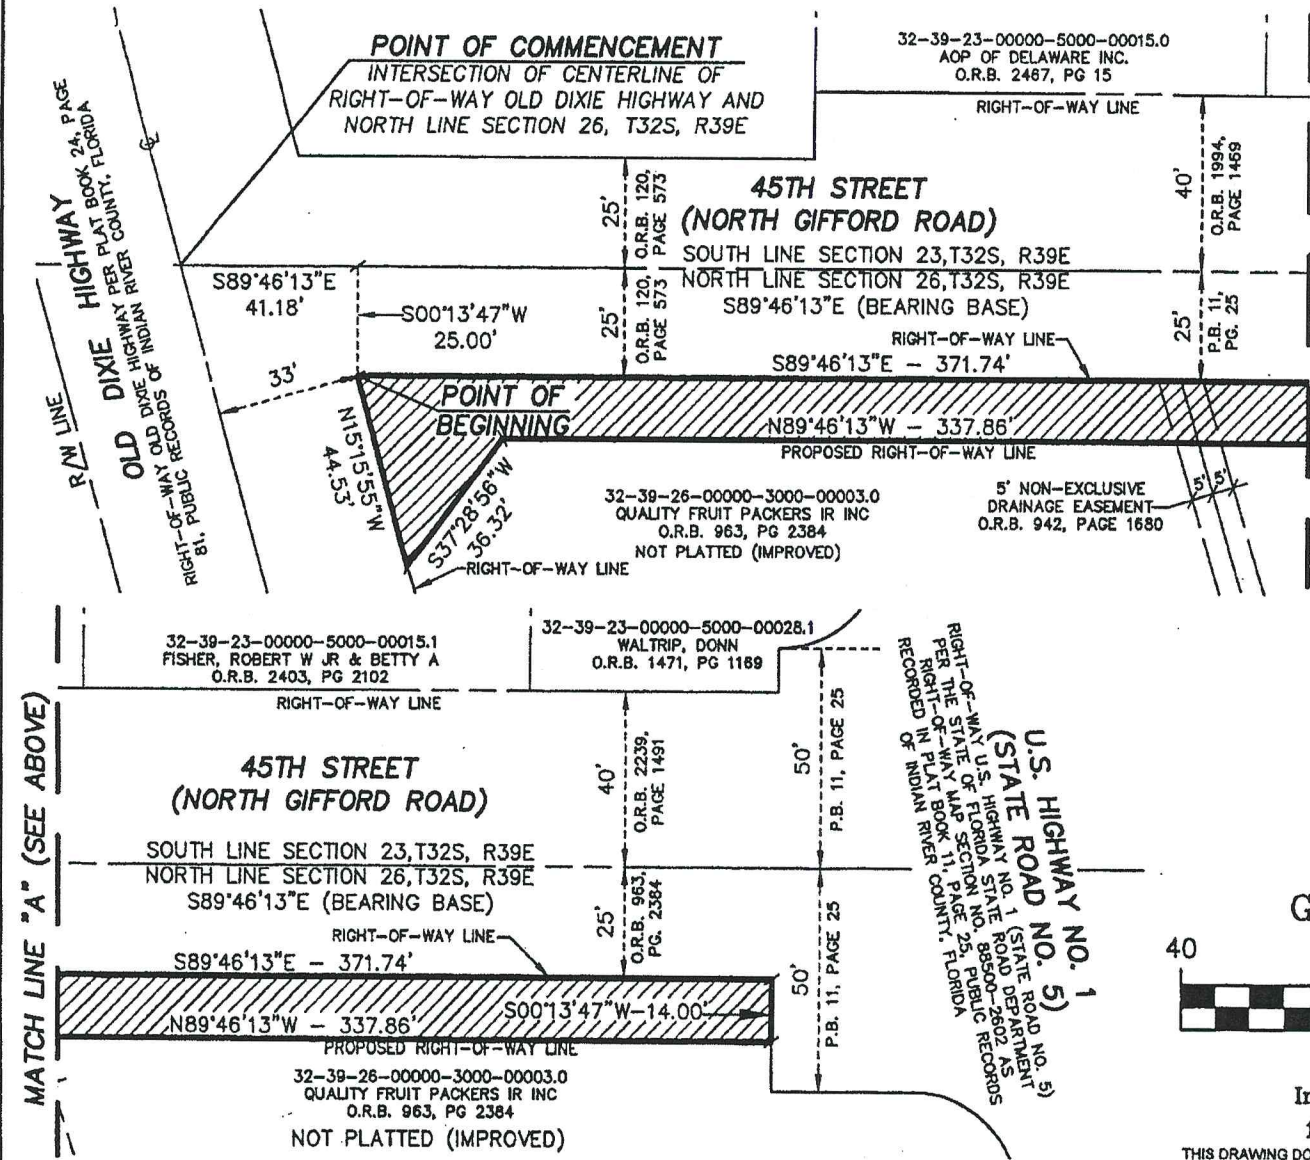 POINT OF COMMENCEMENT
INTERSECTION OF CENTERLINE OF
RIGHT-OF-WAY OLD DIXIE HIGHWAY AND
NORTH LINE SECTION 26, T32S, R39E
32-39-23-00000-5000-00015.0
AOP OF DELAWARE INC.
O.R.B. 2467, PG 15
RIGHT-OF-WAY LINE
OLD DIXIE HIGHWAY
RIGHT-OF-WAY OLD DIXIE HIGHWAY PER PLAT BOOK 24, PAGE
81, PUBLIC RECORDS OF INDIAN RIVER COUNTY, FLORIDA
R/W LINE
25'
O.R.B. 120,
PAGE 573
45TH STREET
(NORTH GIFFORD ROAD)
40'
O.R.B. 1994,
PAGE 1469
SOUTH LINE SECTION 23,T32S, R39E
NORTH LINE SECTION 26,T32S, R39E
S89°46'13"E (BEARING BASE)
S89°46'13"E
41.18'
S00°13'47"W
25.00'
25'
O.R.B. 120,
PAGE 573
25'
P.B. 11,
PG. 25
RIGHT-OF-WAY LINE
S89°46'13"E - 371.74'
33'
POINT OF
BEGINNING
N89°46'13"W - 337.86'
PROPOSED RIGHT-OF-WAY LINE
N15°15'55"W
44.53'
S37°28'56"W
36.32'
RIGHT-OF-WAY LINE
32-39-26-00000-3000-00003.0
QUALITY FRUIT PACKERS IR INC
O.R.B. 963, PG 2384
NOT PLATTED (IMPROVED)
5' NON-EXCLUSIVE
DRAINAGE EASEMENT
O.R.B. 942, PAGE 1680
5'
5'
MATCH LINE "A" (SEE ABOVE)
32-39-23-00000-5000-00015.1
FISHER, ROBERT W JR & BETTY A
O.R.B. 2403, PG 2102
RIGHT-OF-WAY LINE
32-39-23-00000-5000-00028.1
WALTRIP, DONN
O.R.B. 1471, PG 1169
45TH STREET
(NORTH GIFFORD ROAD)
40'
O.R.B. 2239,
PAGE 1491
50'
P.B. 11, PAGE 25
SOUTH LINE SECTION 23,T32S, R39E
NORTH LINE SECTION 26,T32S, R39E
S89°46'13"E (BEARING BASE)
25'
O.R.B. 963,
PG. 2384
50'
P.B. 11, PAGE 25
RIGHT-OF-WAY LINE
S89°46'13"E - 371.74'
N89°46'13"W - 337.86'
S00°13'47"W-14.00'
PROPOSED RIGHT-OF-WAY LINE
32-39-26-00000-3000-00003.0
QUALITY FRUIT PACKERS IR INC
O.R.B. 963, PG 2384
NOT PLATTED (IMPROVED)
U.S. HIGHWAY NO. 1
(STATE ROAD NO. 5)
RIGHT-OF-WAY U.S. HIGHWAY NO. 1 (STATE ROAD NO. 5)
PER THE STATE OF FLORIDA STATE ROAD DEPARTMENT
RIGHT-OF-WAY MAP SECTION NO. 88500-2602 AS
RECORDED IN PLAT BOOK 11, PAGE 25, PUBLIC RECORDS
OF INDIAN RIVER COUNTY, FLORIDA
G
40
THIS DRAWING DO